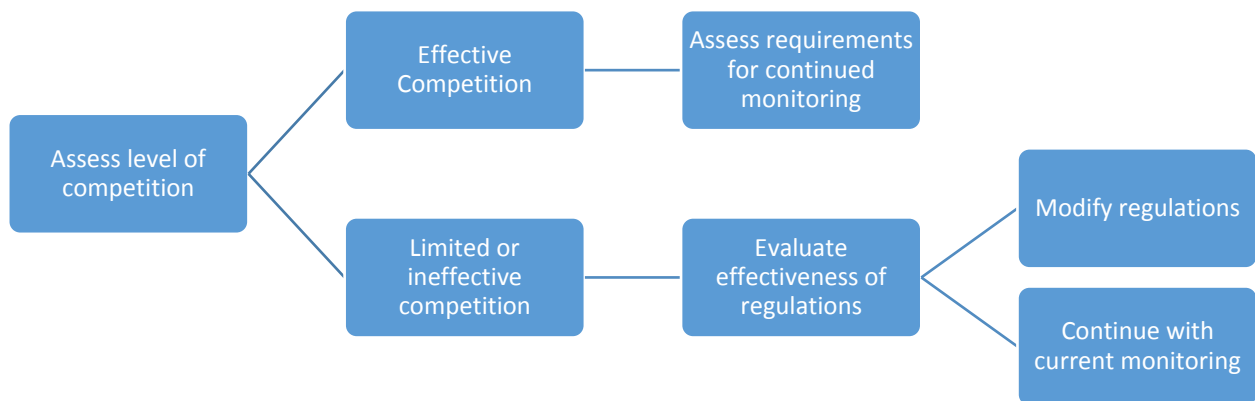 Assess level of
competition
Effective
Competition
Assess requirements
for continued
monitoring
Limited or
ineffective
competition
Evaluate
effectiveness of
regulations
Modify regulations
Continue with
current monitoring